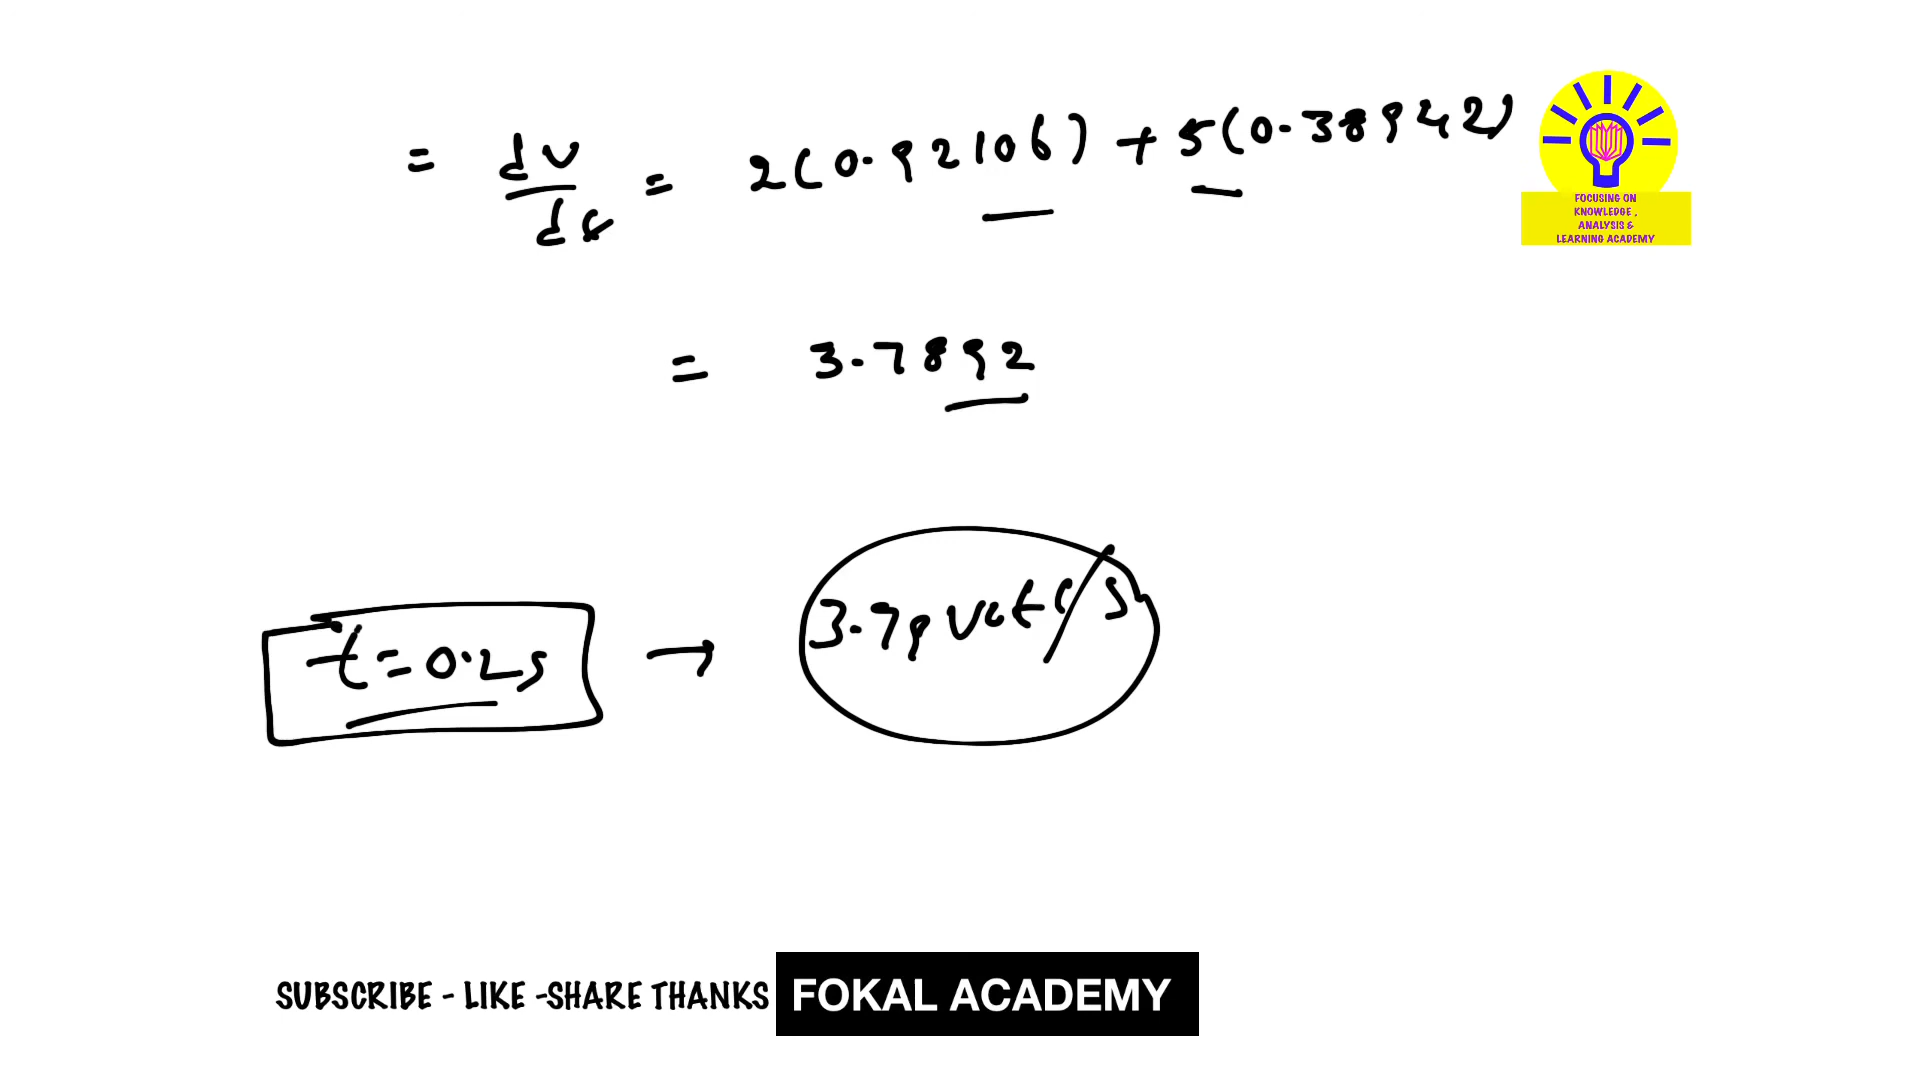 = dv/dt = 2(0.92106) + 5(0.38942)
FOCUSING ON
KNOWLEDGE ,
ANALYSIS &
LEARNING ACADEMY
= 3.7892
t = 0.2s → 3.79 volts/s
SUBSCRIBE - LIKE -SHARE THANKS FOKAL ACADEMY